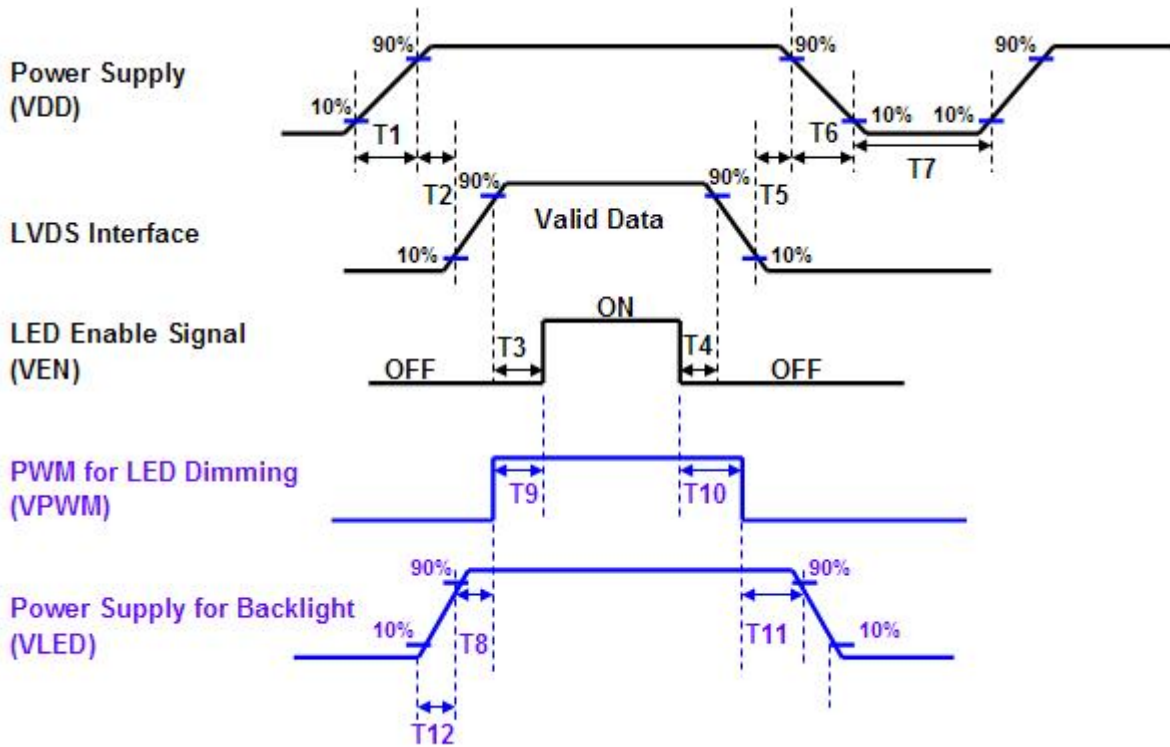 90% 90% 90%
Power Supply
(VDD)
10% 10% 10%
T1 T6
T7
T2 90% 90% T5
LVDS Interface
Valid Data
10% 10%
ON
LED Enable Signal
(VEN)
T3 T4
OFF OFF
PWM for LED Dimming
(VPWM)
T9 T10
90% 90%
Power Supply for Backlight
(VLED)
10% T8 T11 10%
T12